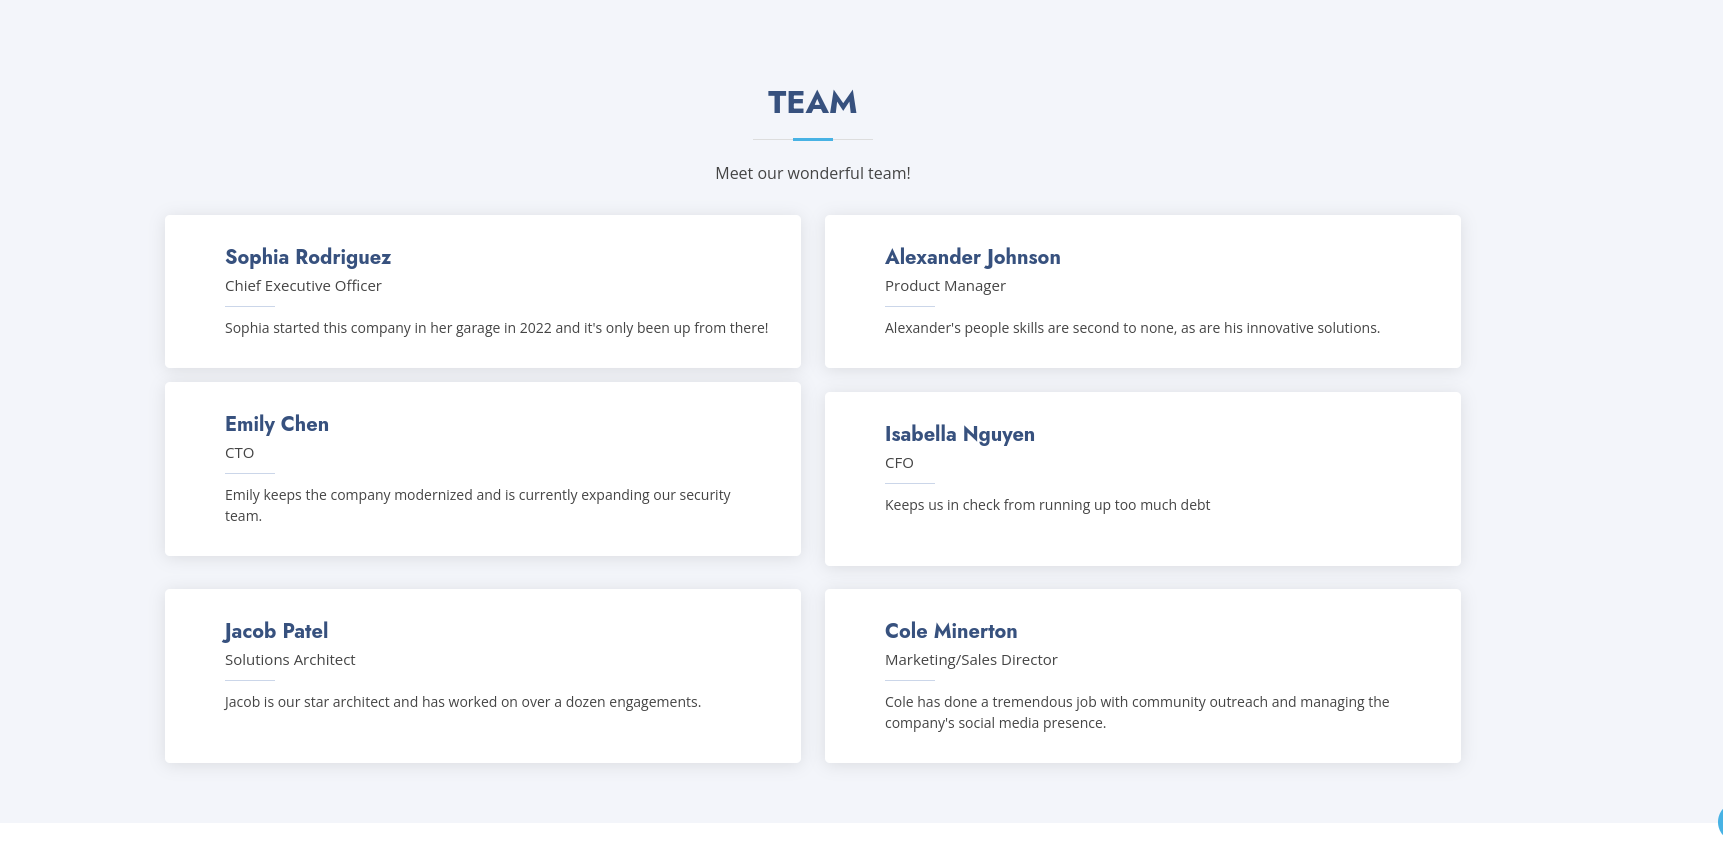 TEAM
Meet our wonderful team!
Sophia Rodriguez
Chief Executive Officer
Sophia started this company in her garage in 2022 and it's only been up from there!
Alexander Johnson
Product Manager
Alexander's people skills are second to none, as are his innovative solutions.
Emily Chen
CTO
Emily keeps the company modernized and is currently expanding our security
team.
Isabella Nguyen
CFO
Keeps us in check from running up too much debt
Jacob Patel
Solutions Architect
Jacob is our star architect and has worked on over a dozen engagements.
Cole Minerton
Marketing/Sales Director
Cole has done a tremendous job with community outreach and managing the
company's social media presence.